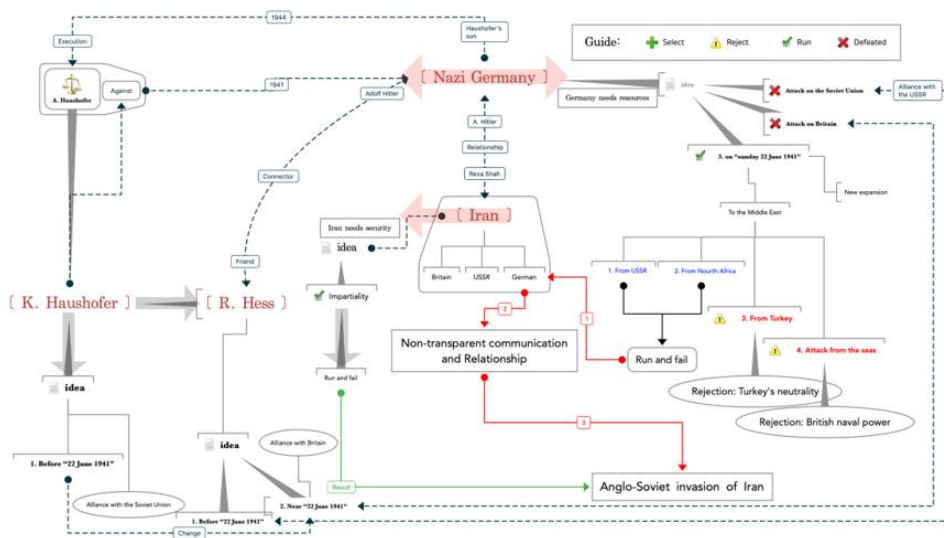 1944
Execution
Haushofer's
son
Guide:
Select
Reject
Run
Defeated
A. Haushofer
Against
1941
Adolf Hitler
[ Nazi Germany ]
Germany needs resources
Idea
Attack on the Soviet Union
Alliance with
the USSR
Attack on Britain
A. Hitler
Relationship
Reza Shah
Connector
3. on "sunday 22 June 1941"
New expansion
To the Middle East
Iran needs security
[ Iran ]
idea
Britain
USSR
German
1. From USSR
2. From Nourth Africa
Friend
[ K. Haushofer ]
[ R. Hess ]
Impartiality
2
1
3. From Turkey
Non-transparent communication
and Relationship
Run and fail
4. Attack from the seas
idea
Run and fail
Rejection: Turkey's neutrality
Rejection: British naval power
3
idea
Alliance with Britain
1. Before "22 June 1941"
Result
Anglo-Soviet invasion of Iran
Alliance with the Soviet Union
2. Near "22 June 1941"
1. Before "22 June 1941"
Change